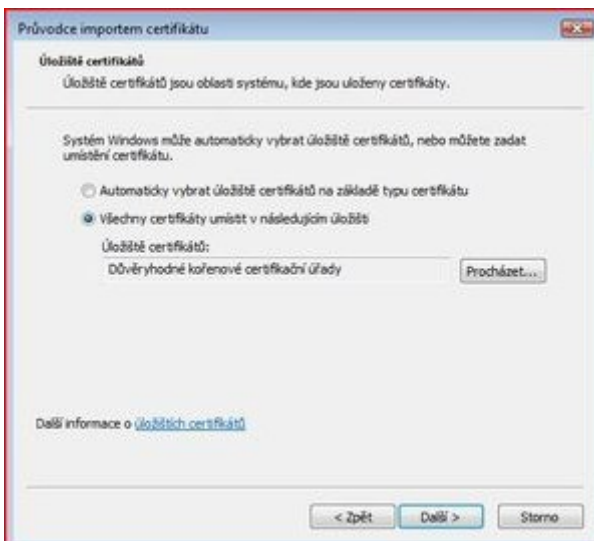 Průvodce importem certifikátu
Úložiště certifikátů
Úložiště certifikátů jsou oblasti systému, kde jsou uloženy certifikáty.
Systém Windows může automaticky vybrat úložiště certifikátů, nebo můžete zadat
umístění certifikátu.
Automaticky vybrat úložiště certifikátů na základě typu certifikátu
Všechny certifikáty umístit v následujícím úložišti
Úložiště certifikátů:
Důvěryhodné kořenové certifikační úřady
Procházet...
Další informace o úložištích certifikátů
< Zpět
Další >
Storno